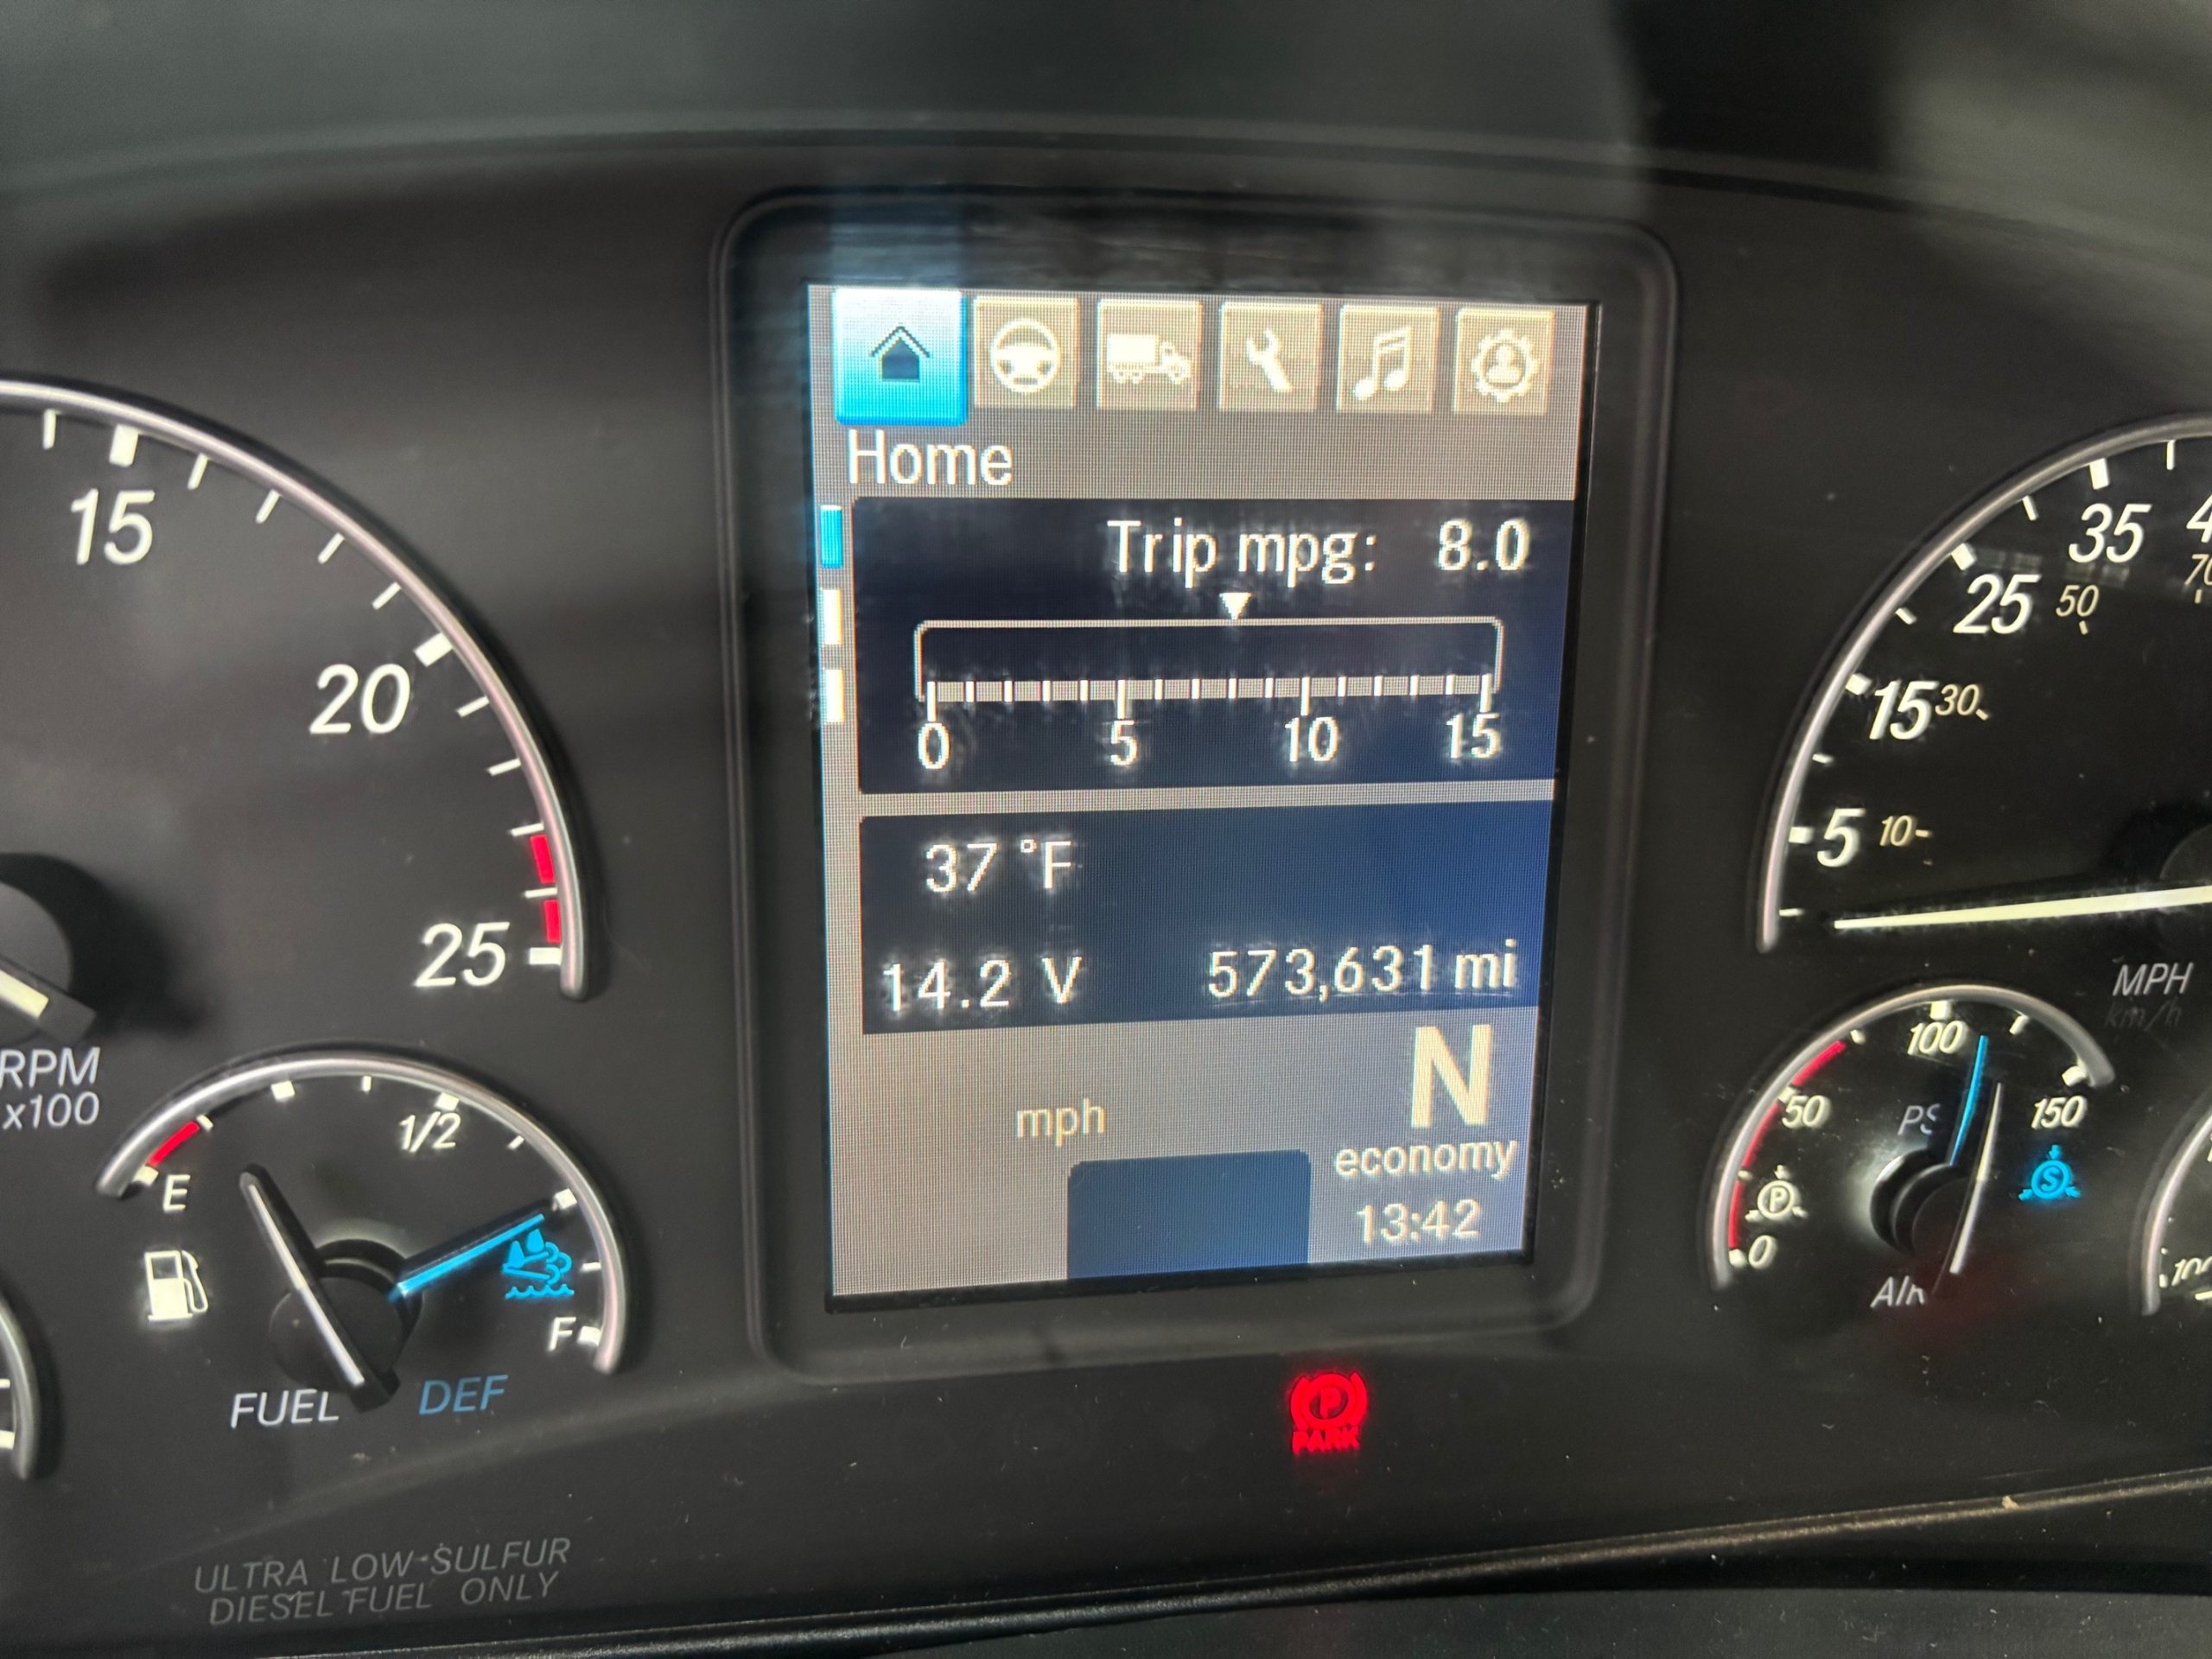 Home
Trip mpg: 8.0
0 5 10 15
37 °F
14.2 V 573,631 mi
mph
N
economy
13:42
15
20
25
RPM
x100
E
1/2
F
FUEL DEF
ULTRA LOW-SULFUR
DIESEL FUEL ONLY
PARK
35
25 50
15 30
5 10
MPH
km/h
100
50
150
0
P
S